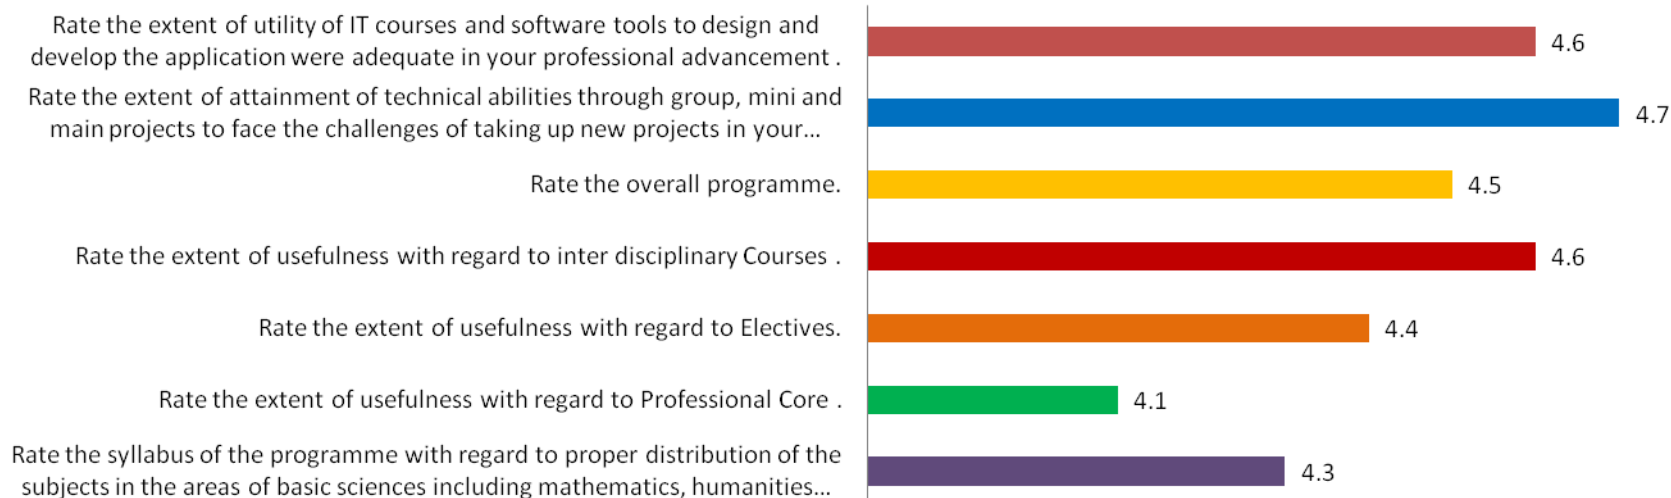 Rate the extent of utility of IT courses and software tools to design and
develop the application were adequate in your professional advancement .
4.6
Rate the extent of attainment of technical abilities through group, mini and
main projects to face the challenges of taking up new projects in your...
4.7
Rate the overall programme.
4.5
Rate the extent of usefulness with regard to inter disciplinary Courses .
4.6
Rate the extent of usefulness with regard to Electives.
4.4
Rate the extent of usefulness with regard to Professional Core .
4.1
Rate the syllabus of the programme with regard to proper distribution of the
subjects in the areas of basic sciences including mathematics, humanities...
4.3